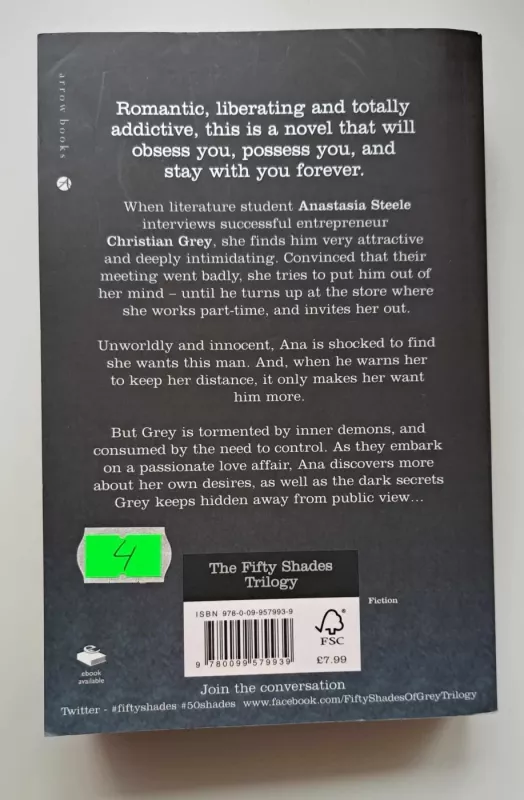 arrow books
Romantic, liberating and totally
addictive, this is a novel that will
obsess you, possess you, and
stay with you forever.
When literature student Anastasia Steele
interviews successful entrepreneur
Christian Grey, she finds him very attractive
and deeply intimidating. Convinced that their
meeting went badly, she tries to put him out of
her mind – until he turns up at the store where
she works part-time, and invites her out.
Unworldly and innocent, Ana is shocked to find
she wants this man. And, when he warns her
to keep her distance, it only makes her want
him more.
But Grey is tormented by inner demons, and
consumed by the need to control. As they embark
on a passionate love affair, Ana discovers more
about her own desires, as well as the dark secrets
Grey keeps hidden away from public view...
4
The Fifty Shades
Trilogy
ISBN 978-0-09-957993-9
9 780099 579939
FSC
£7.99
Fiction
ebook
available
Join the conversation
Twitter - #fiftyshades #50shades www.facebook.com/FiftyShadesOfGreyTrilogy